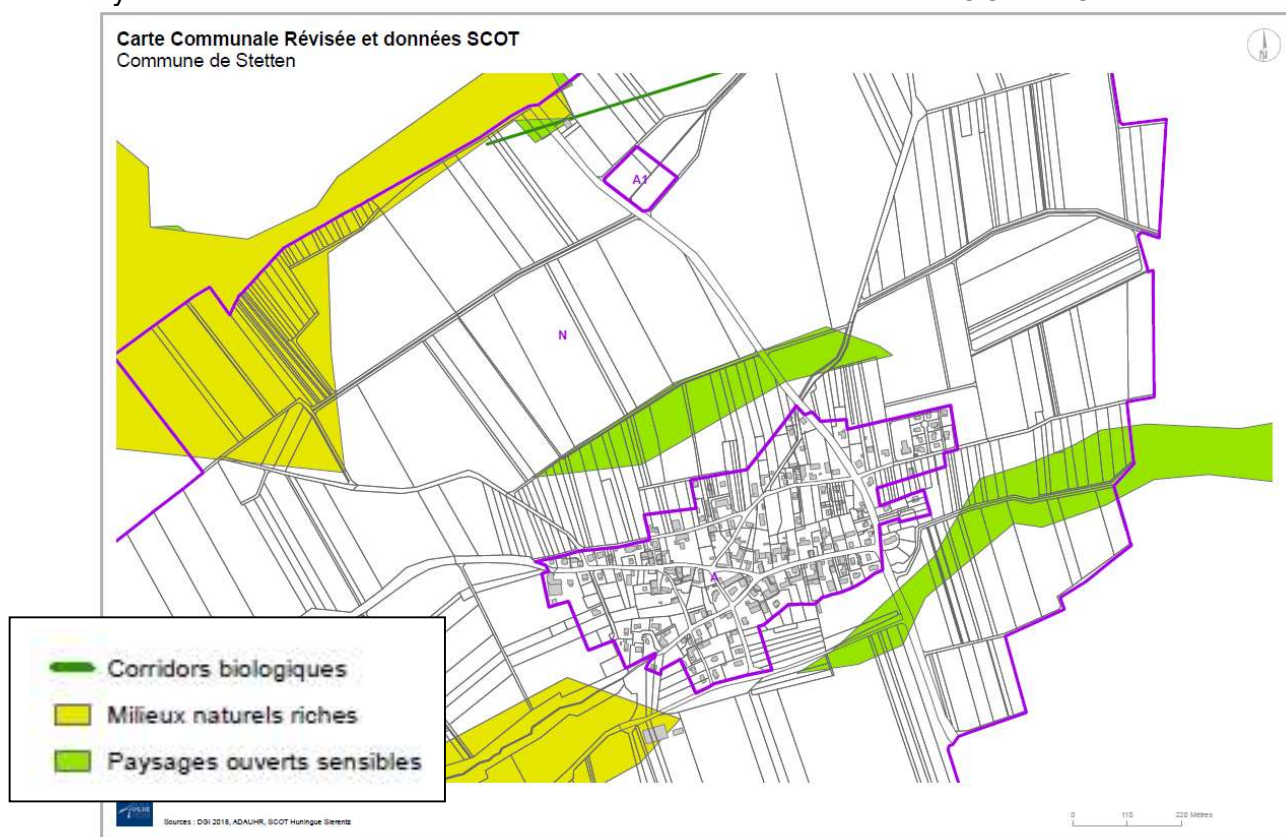 Carte Communale Révisée et données SCOT
Commune de Stetten
N
A1
N
A
Corridors biologiques
Milieux naturels riches
Paysages ouverts sensibles
Sources : DGI 2018, ADAUHR, SCOT Huningue Sierentz
0 110 220 Mètres